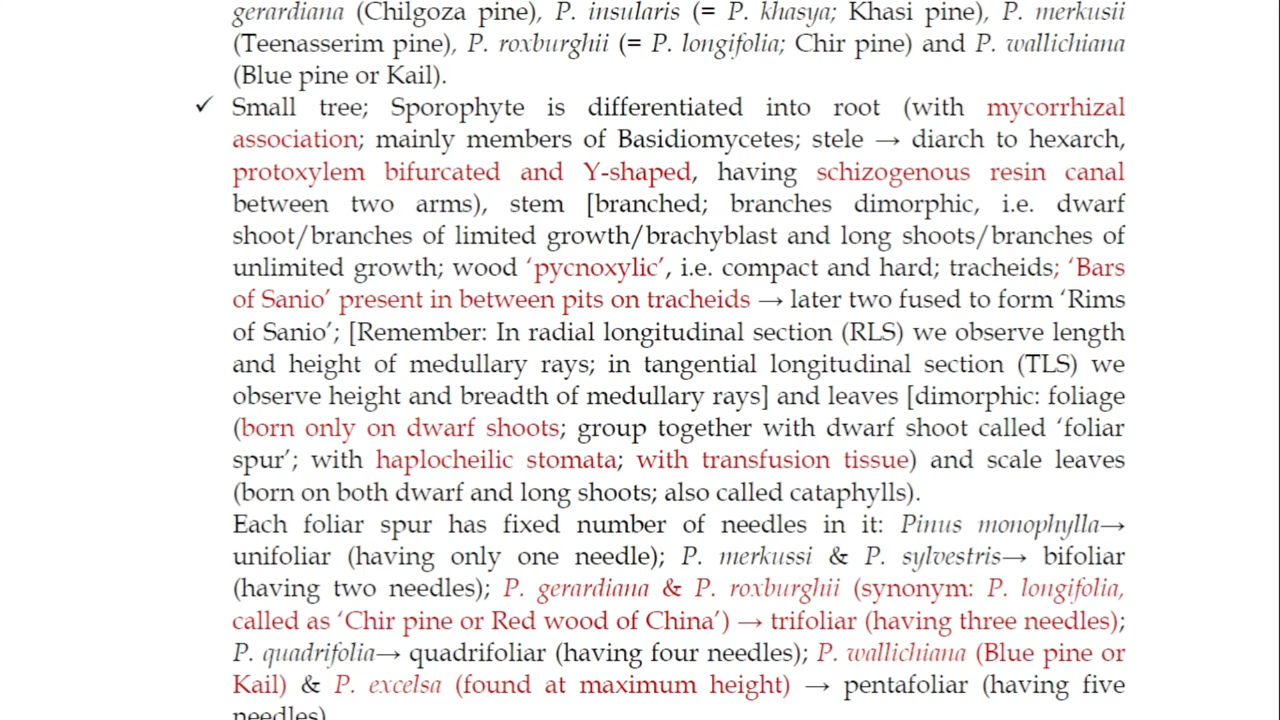 gerardiana (Chilgoza pine), P. insularis (= P. khasya; Khasi pine), P. merkusii
(Teenasserim pine), P. roxburghii (= P. longifolia; Chir pine) and P. wallichiana
(Blue pine or Kail).
✓ Small tree; Sporophyte is differentiated into root (with mycorrhizal
association; mainly members of Basidiomycetes; stele → diarch to hexarch,
protoxylem bifurcated and Y-shaped, having schizogenous resin canal
between two arms), stem [branched; branches dimorphic, i.e. dwarf
shoot/branches of limited growth/brachyblast and long shoots/branches of
unlimited growth; wood ‘pycnoxylic’, i.e. compact and hard; tracheids; ‘Bars
of Sanio’ present in between pits on tracheids → later two fused to form ‘Rims
of Sanio’; [Remember: In radial longitudinal section (RLS) we observe length
and height of medullary rays; in tangential longitudinal section (TLS) we
observe height and breadth of medullary rays] and leaves [dimorphic: foliage
(born only on dwarf shoots; group together with dwarf shoot called ‘foliar
spur’; with haplocheilic stomata; with transfusion tissue) and scale leaves
(born on both dwarf and long shoots; also called cataphylls).
Each foliar spur has fixed number of needles in it: Pinus monophylla→
unifoliar (having only one needle); P. merkussi & P. sylvestris→ bifoliar
(having two needles); P. gerardiana & P. roxburghii (synonym: P. longifolia,
called as ‘Chir pine or Red wood of China’) → trifoliar (having three needles);
P. quadrifolia→ quadrifoliar (having four needles); P. wallichiana (Blue pine or
Kail) & P. excelsa (found at maximum height) → pentafoliar (having five
needles)